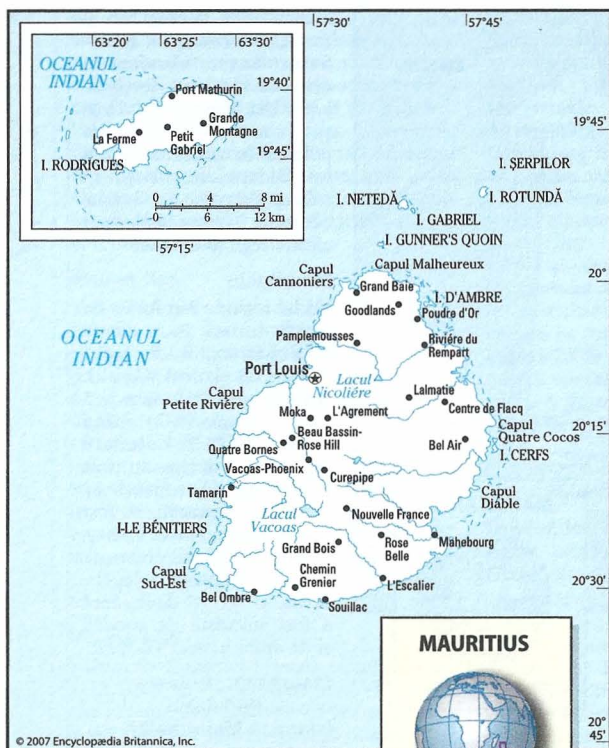 57°30'
57°45'
63°20'
63°25'
63°30'
OCEANUL
INDIAN
Port Mathurin
19°40'
La Ferme
Petit
Gabriel
Grande
Montagne
19°45'
I. RODRIGUES
0 4 8 mi
0 6 12 km
57°15'
19°45'
I. ȘERPILOR
I. NETEDĂ
I. ROTUNDĂ
I. GABRIEL
I. GUNNER'S QUOIN
Capul
Cannoniers
Capul Malheureux
20°
Grand Baie
Goodlands
I. D'AMBRE
Poudre d'Or
OCEANUL
INDIAN
Pamplemousses
Riviére du
Rempart
Port Louis
Lacul
Nicoliére
Capul
Petite Rivière
Lalmatie
Centre de Flacq
Moka
L'Agrement
Capul
Quatre Cocos
20°15'
Beau Bassin-
Rose Hill
Quatre Bornes
Bel Air
I. CERFS
Vacoas-Phoenix
Curepipe
Tamarin
Capul
Diáble
Nouvelle France
I-LE BÉNITIERS
Lacul
Vacoas
Grand Bois
Rose
Belle
Mahebourg
Capul
Sud-Est
Chemin
Grenier
L'Escalier
20°30'
Bel Ombre
Souillac
MAURITIUS
20°
45'
© 2007 Encyclopædia Britannica, Inc.